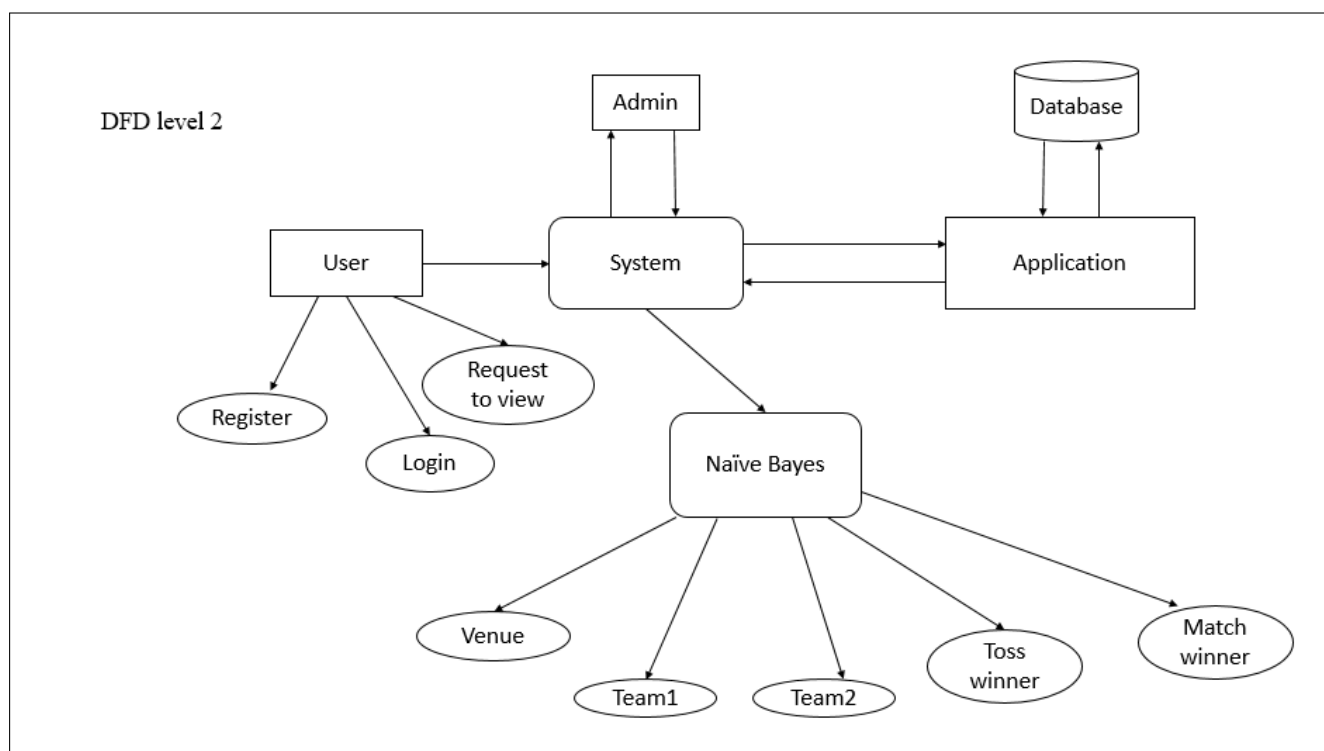 DFD level 2
Admin
Database
User
System
Application
Request
to view
Register
Login
Naïve Bayes
Venue
Team1
Team2
Toss
winner
Match
winner